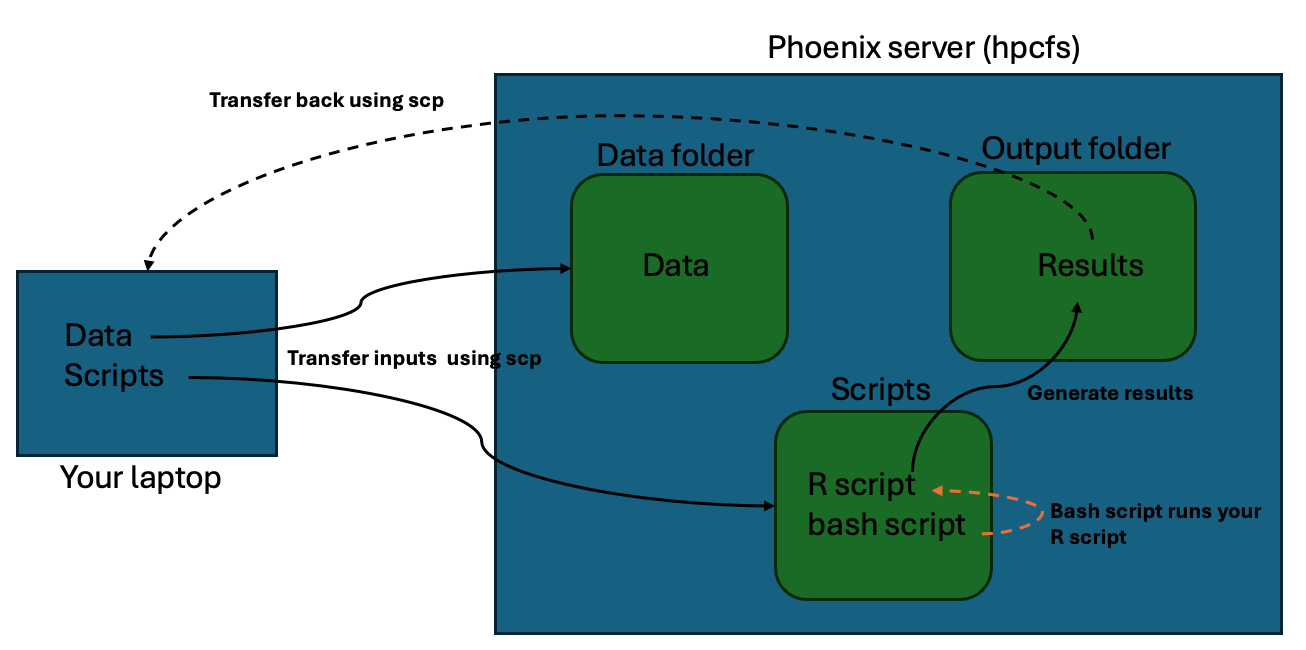 Phoenix server (hpcfs)
Transfer back using scp
Data folder
Output folder
Data
Results
Data
Scripts
Transfer inputs  using scp
Your laptop
Scripts
Generate results
R script
bash script
Bash script runs your
R script